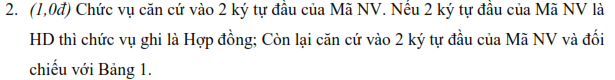 2. (1,0đ) Chức vụ căn cứ vào 2 ký tự đầu của Mã NV. Nếu 2 ký tự đầu của Mã NV là
HD thì chức vụ ghi là Hợp đồng; Còn lại căn cứ vào 2 ký tự đầu của Mã NV và đối
chiếu với Bảng 1.